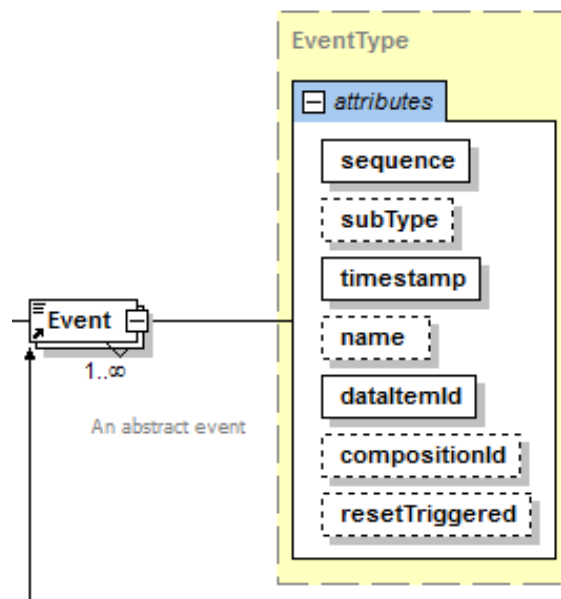 EventType
attributes
sequence
subType
timestamp
Event
name
1..∞
dataItemId
An abstract event
compositionId
resetTriggered